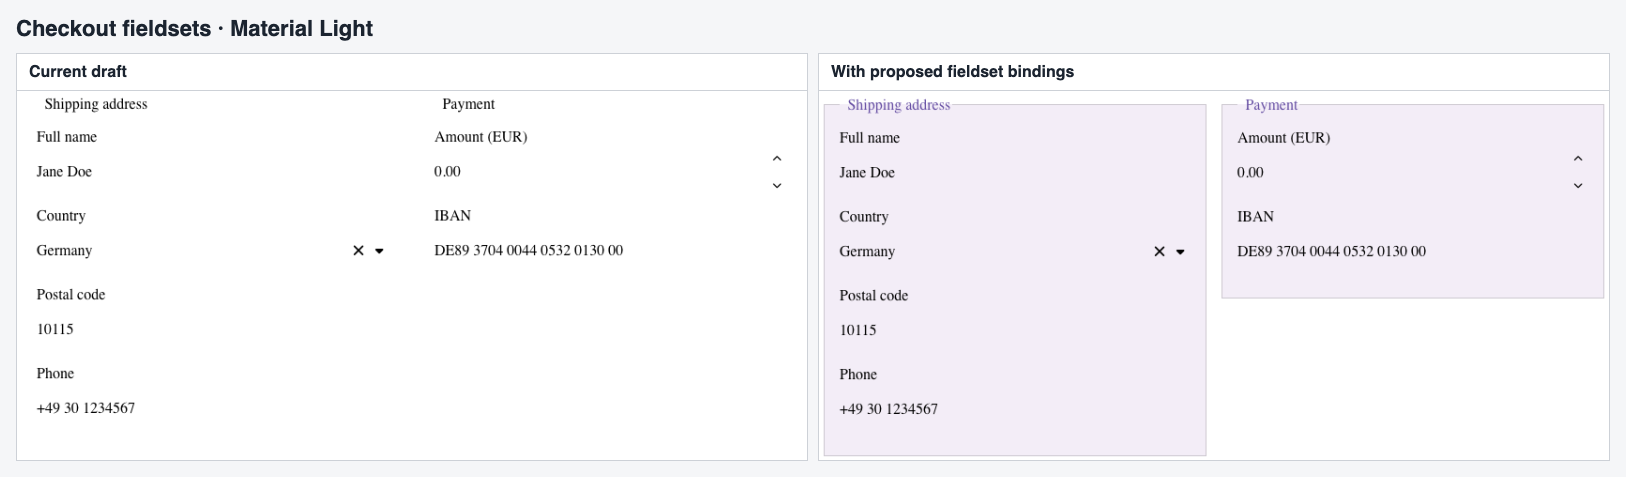 Checkout fieldsets · Material Light
Current draft
Shipping address
Full name
Jane Doe
Country
Germany
Postal code
10115
Phone
+49 30 1234567
Payment
Amount (EUR)
0.00
IBAN
DE89 3704 0044 0532 0130 00
With proposed fieldset bindings
Shipping address
Full name
Jane Doe
Country
Germany
Postal code
10115
Phone
+49 30 1234567
Payment
Amount (EUR)
0.00
IBAN
DE89 3704 0044 0532 0130 00